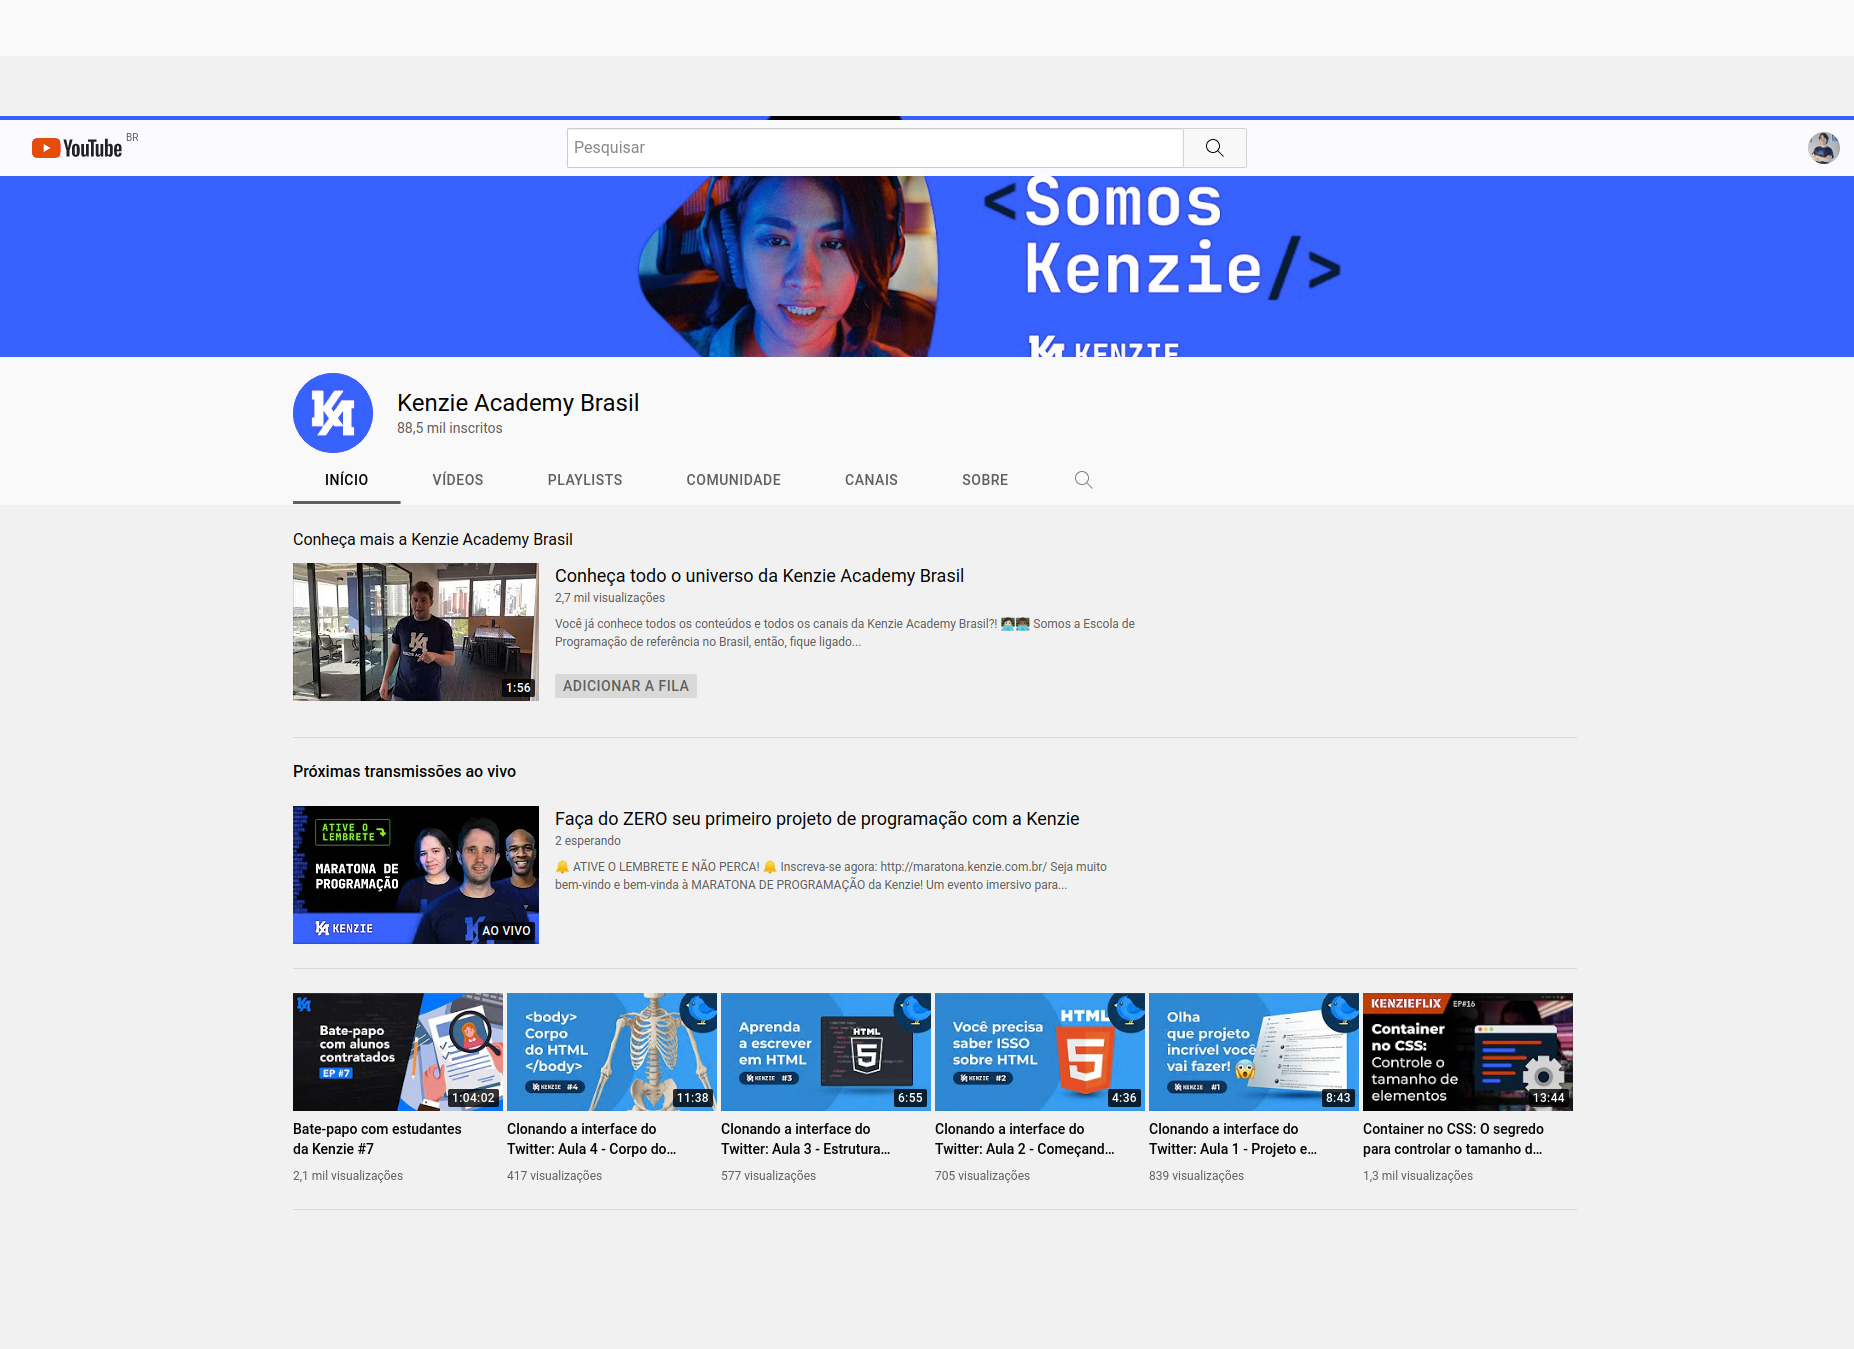 YouTube BR
Pesquisar
<Somos
Kenzie/>
KENZIE
Kenzie Academy Brasil
88,5 mil inscritos
INÍCIO
VÍDEOS
PLAYLISTS
COMUNIDADE
CANAIS
SOBRE
Conheça mais a Kenzie Academy Brasil
1:56
Conheça todo o universo da Kenzie Academy Brasil
2,7 mil visualizações
Você já conhece todos os conteúdos e todos os canais da Kenzie Academy Brasil?! 👩🏻‍💻👨🏾‍💻 Somos a Escola de
Programação de referência no Brasil, então, fique ligado...
ADICIONAR A FILA
Próximas transmissões ao vivo
ATIVE O
LEMBRETE
MARATONA DE
PROGRAMAÇÃO
KENZIE
AO VIVO
Faça do ZERO seu primeiro projeto de programação com a Kenzie
2 esperando
🔔 ATIVE O LEMBRETE E NÃO PERCA! 🔔 Inscreva-se agora: http://maratona.kenzie.com.br/ Seja muito
bem-vindo e bem-vinda à MARATONA DE PROGRAMAÇÃO da Kenzie! Um evento imersivo para...
Bate-papo
com alunos
contratados
EP #7
1:04:02
Bate-papo com estudantes
da Kenzie #7
2,1 mil visualizações
<body>
Corpo
do HTML
</body>
KENZIE #4
11:38
Clonando a interface do
Twitter: Aula 4 - Corpo do...
417 visualizações
Aprenda
a escrever
em HTML
KENZIE #3
HTML
5
6:55
Clonando a interface do
Twitter: Aula 3 - Estrutura...
577 visualizações
Você precisa
saber ISSO
sobre HTML
KENZIE #2
HTML
5
4:36
Clonando a interface do
Twitter: Aula 2 - Começand...
705 visualizações
Olha
que projeto
incrível você
vai fazer!
KENZIE #1
8:43
Clonando a interface do
Twitter: Aula 1 - Projeto e...
839 visualizações
KENZIEFLIX EP#16
Container
no CSS:
Controle o
tamanho de
elementos
13:44
Container no CSS: O segredo
para controlar o tamanho d...
1,3 mil visualizações